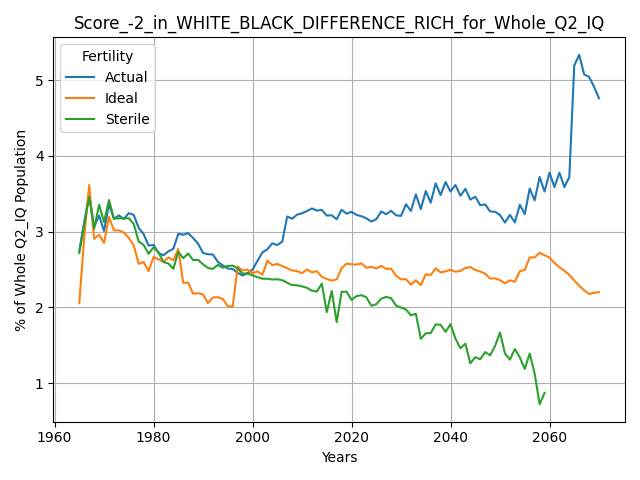 Score_-2_in_WHITE_BLACK_DIFFERENCE_RICH_for_Whole_Q2_IQ
Fertility
Actual
Ideal
Sterile
% of Whole Q2_IQ Population
5
4
3
2
1
1960
1980
2000
2020
2040
2060
Years